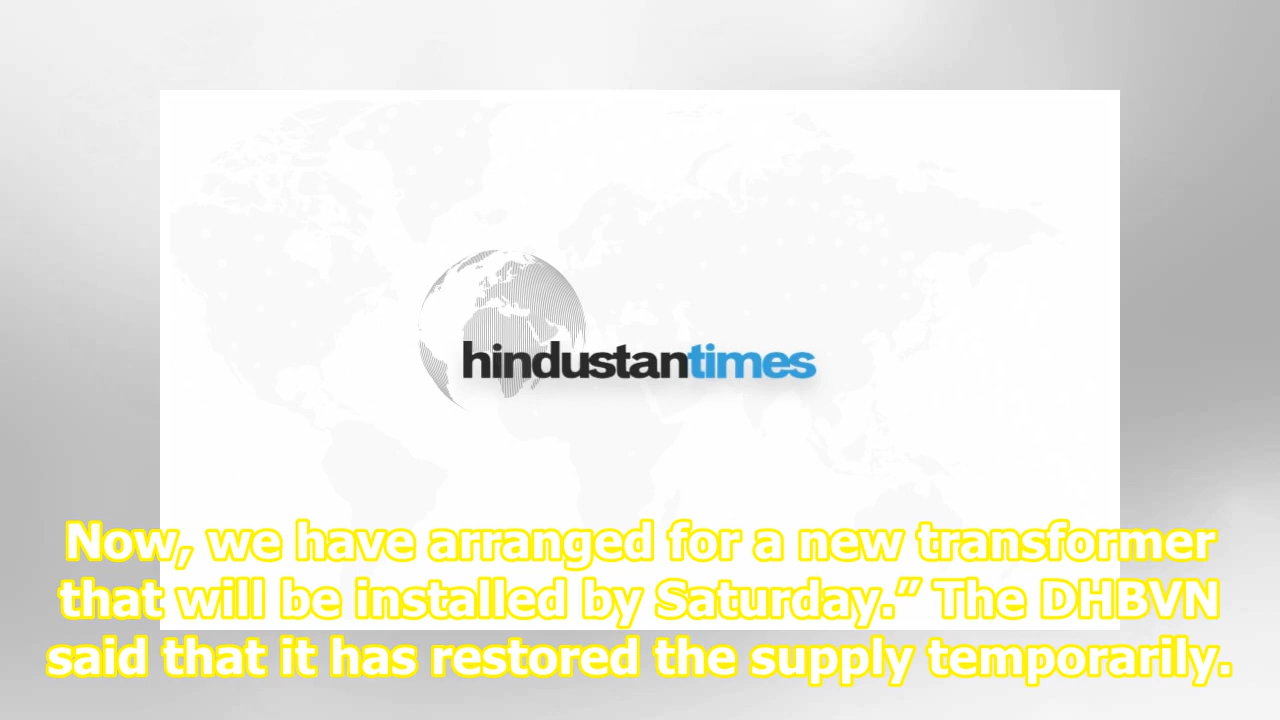 hindustantimes
Now, we have arranged for a new transformer
that will be installed by Saturday.” The DHBVN
said that it has restored the supply temporarily.